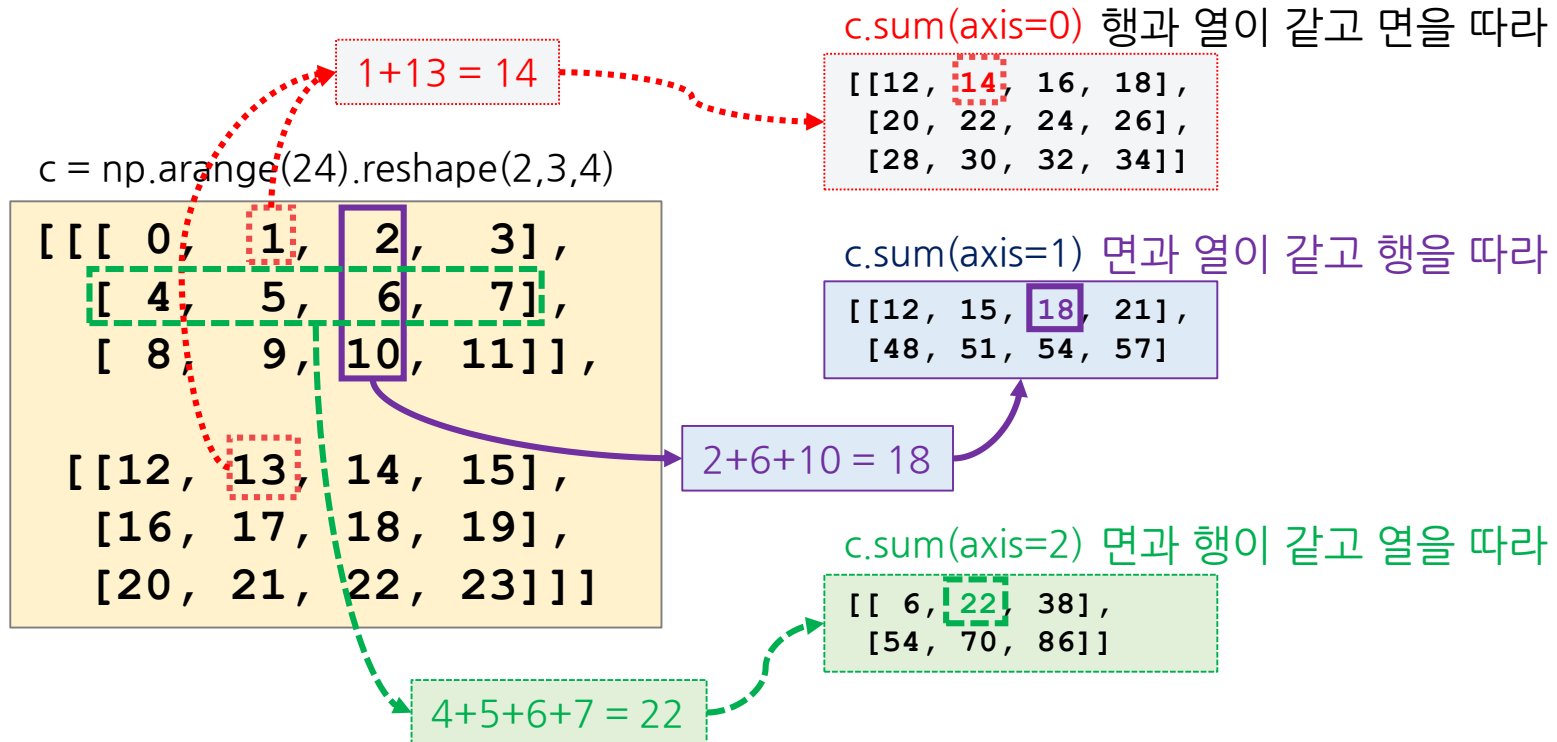 c.sum(axis=0) 행과 열이 같고 면을 따라
1+13 = 14
[[12, 14, 16, 18],
[20, 22, 24, 26],
[28, 30, 32, 34]]
c = np.arange(24).reshape(2,3,4)
[[[ 0, 1, 2, 3],
[ 4, 5, 6, 7],
[ 8, 9, 10, 11]],
[[12, 13, 14, 15],
[16, 17, 18, 19],
[20, 21, 22, 23]]]
c.sum(axis=1) 면과 열이 같고 행을 따라
[[12, 15, 18, 21],
[48, 51, 54, 57]
2+6+10 = 18
c.sum(axis=2) 면과 행이 같고 열을 따라
[[ 6, 22, 38],
[54, 70, 86]]
4+5+6+7 = 22